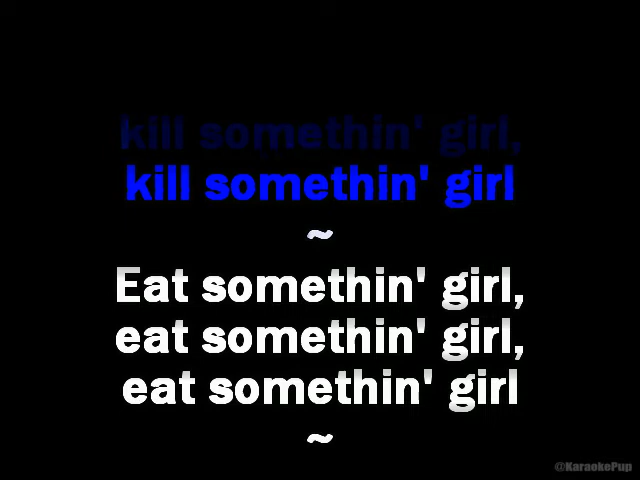 kill somethin' girl,
kill somethin' girl
~
Eat somethin' girl,
eat somethin' girl,
eat somethin' girl
~
@KaraokePup